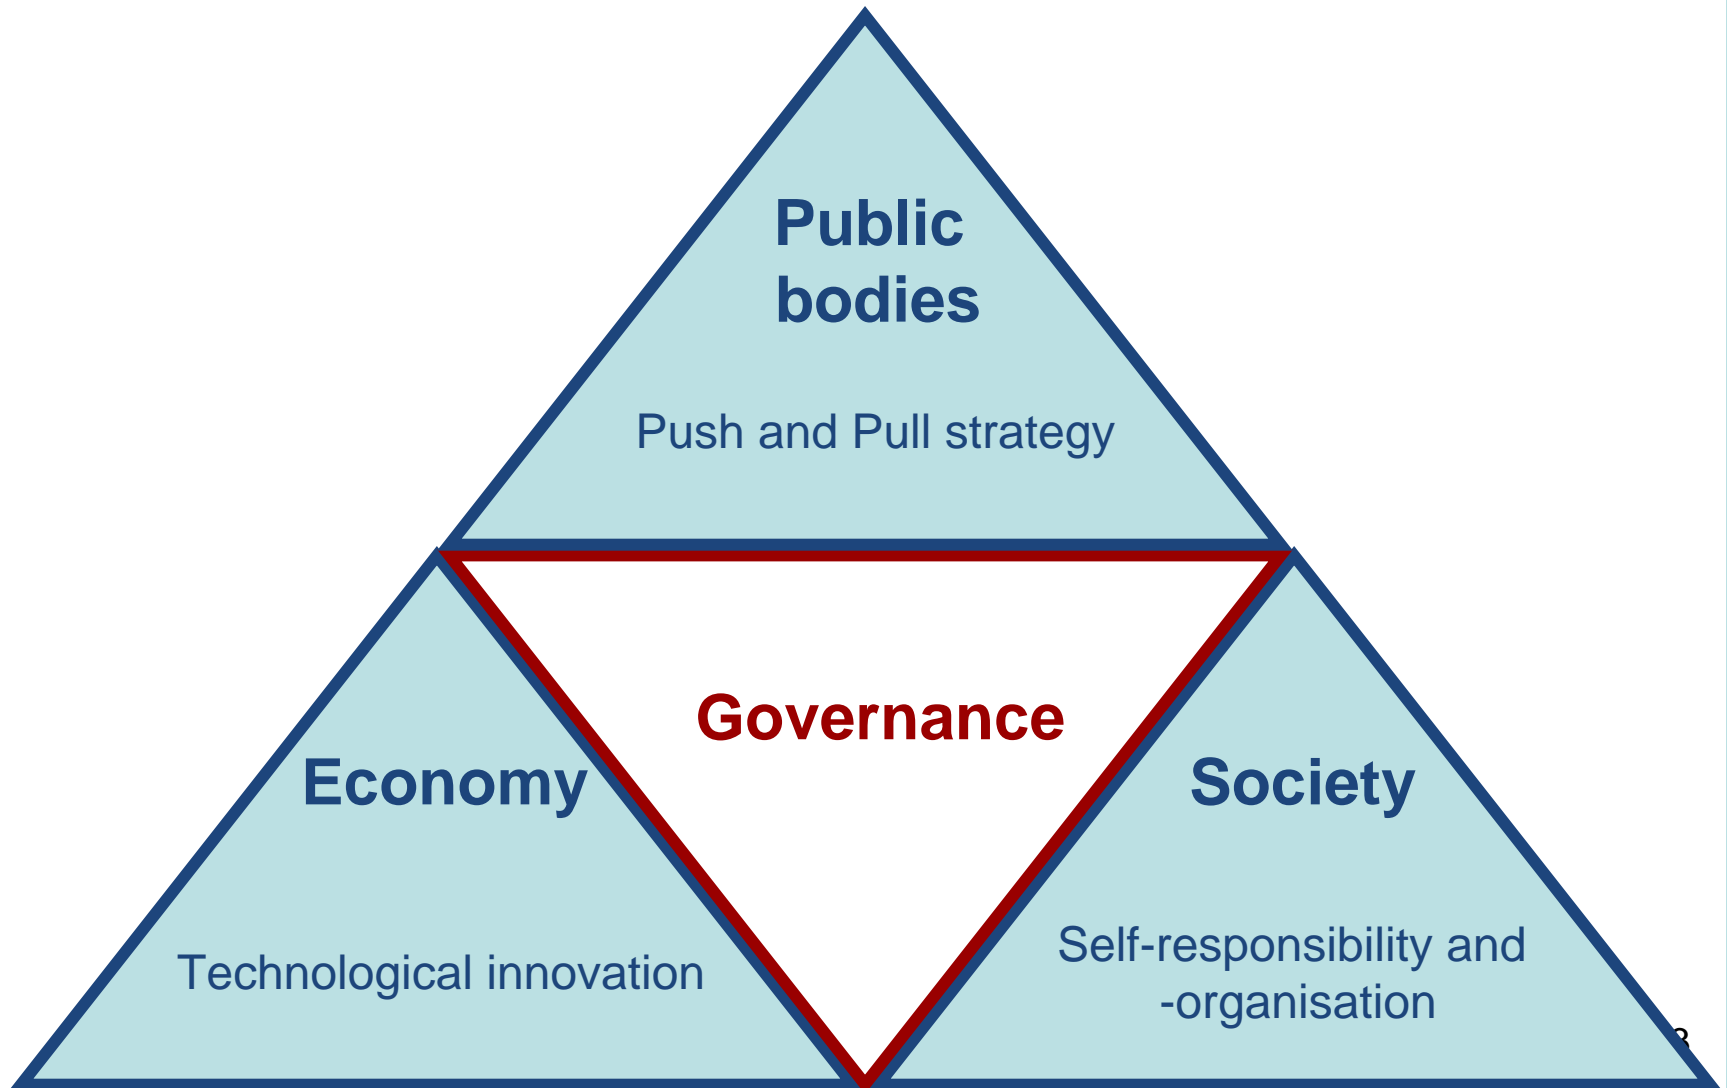 Public
bodies
Push and Pull strategy
Governance
Economy
Society
Technological innovation
Self-responsibility and
-organisation